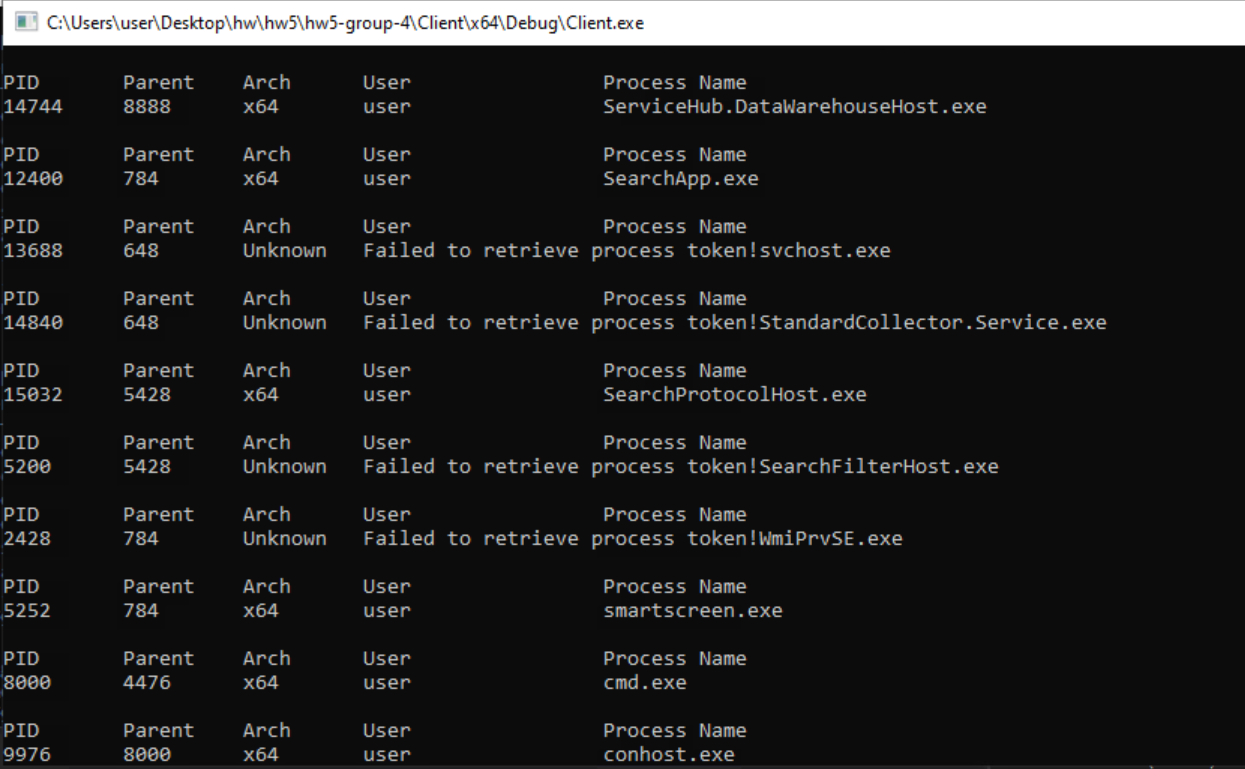 C:\Users\user\Desktop\hw\hw5\hw5-group-4\Client\x64\Debug\Client.exe
PID Parent Arch User Process Name
14744 8888 x64 user ServiceHub.DataWarehouseHost.exe
PID Parent Arch User Process Name
12400 784 x64 user SearchApp.exe
PID Parent Arch User Process Name
13688 648 Unknown Failed to retrieve process token!svchost.exe
PID Parent Arch User Process Name
14840 648 Unknown Failed to retrieve process token!StandardCollector.Service.exe
PID Parent Arch User Process Name
15032 5428 x64 user SearchProtocolHost.exe
PID Parent Arch User Process Name
5200 5428 Unknown Failed to retrieve process token!SearchFilterHost.exe
PID Parent Arch User Process Name
2428 784 Unknown Failed to retrieve process token!WmiPrvSE.exe
PID Parent Arch User Process Name
5252 784 x64 user smartscreen.exe
PID Parent Arch User Process Name
8000 4476 x64 user cmd.exe
PID Parent Arch User Process Name
9976 8000 x64 user conhost.exe